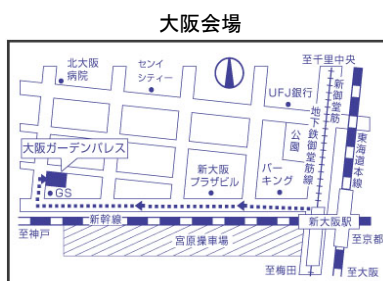 大阪会場
至千里中央
北大阪
病院
センイ
シティー
UFJ銀行
新御堂筋
地下鉄御堂筋線
東海道本線
公園
大阪ガーデンパレス
新大阪
プラザビル
パー
キング
GS
新幹線
新大阪駅
至神戸
宮原操車場
至京都
至梅田
至大阪